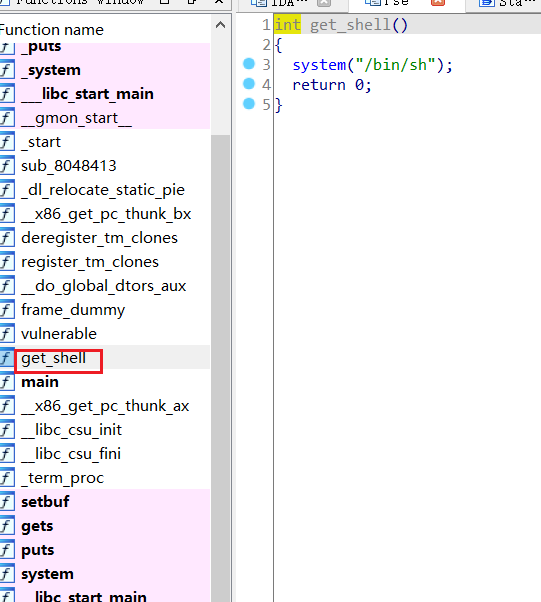 Functions window
IDA…
Pse…
Sta…
Function name
_puts
_system
___libc_start_main
__gmon_start__
_start
sub_8048413
_dl_relocate_static_pie
__x86_get_pc_thunk_bx
deregister_tm_clones
register_tm_clones
__do_global_dtors_aux
frame_dummy
vulnerable
get_shell
main
__x86_get_pc_thunk_ax
__libc_csu_init
__libc_csu_fini
_term_proc
setbuf
gets
puts
system
__libc_start_main
1 int get_shell()
2 {
3 system("/bin/sh");
4 return 0;
5 }